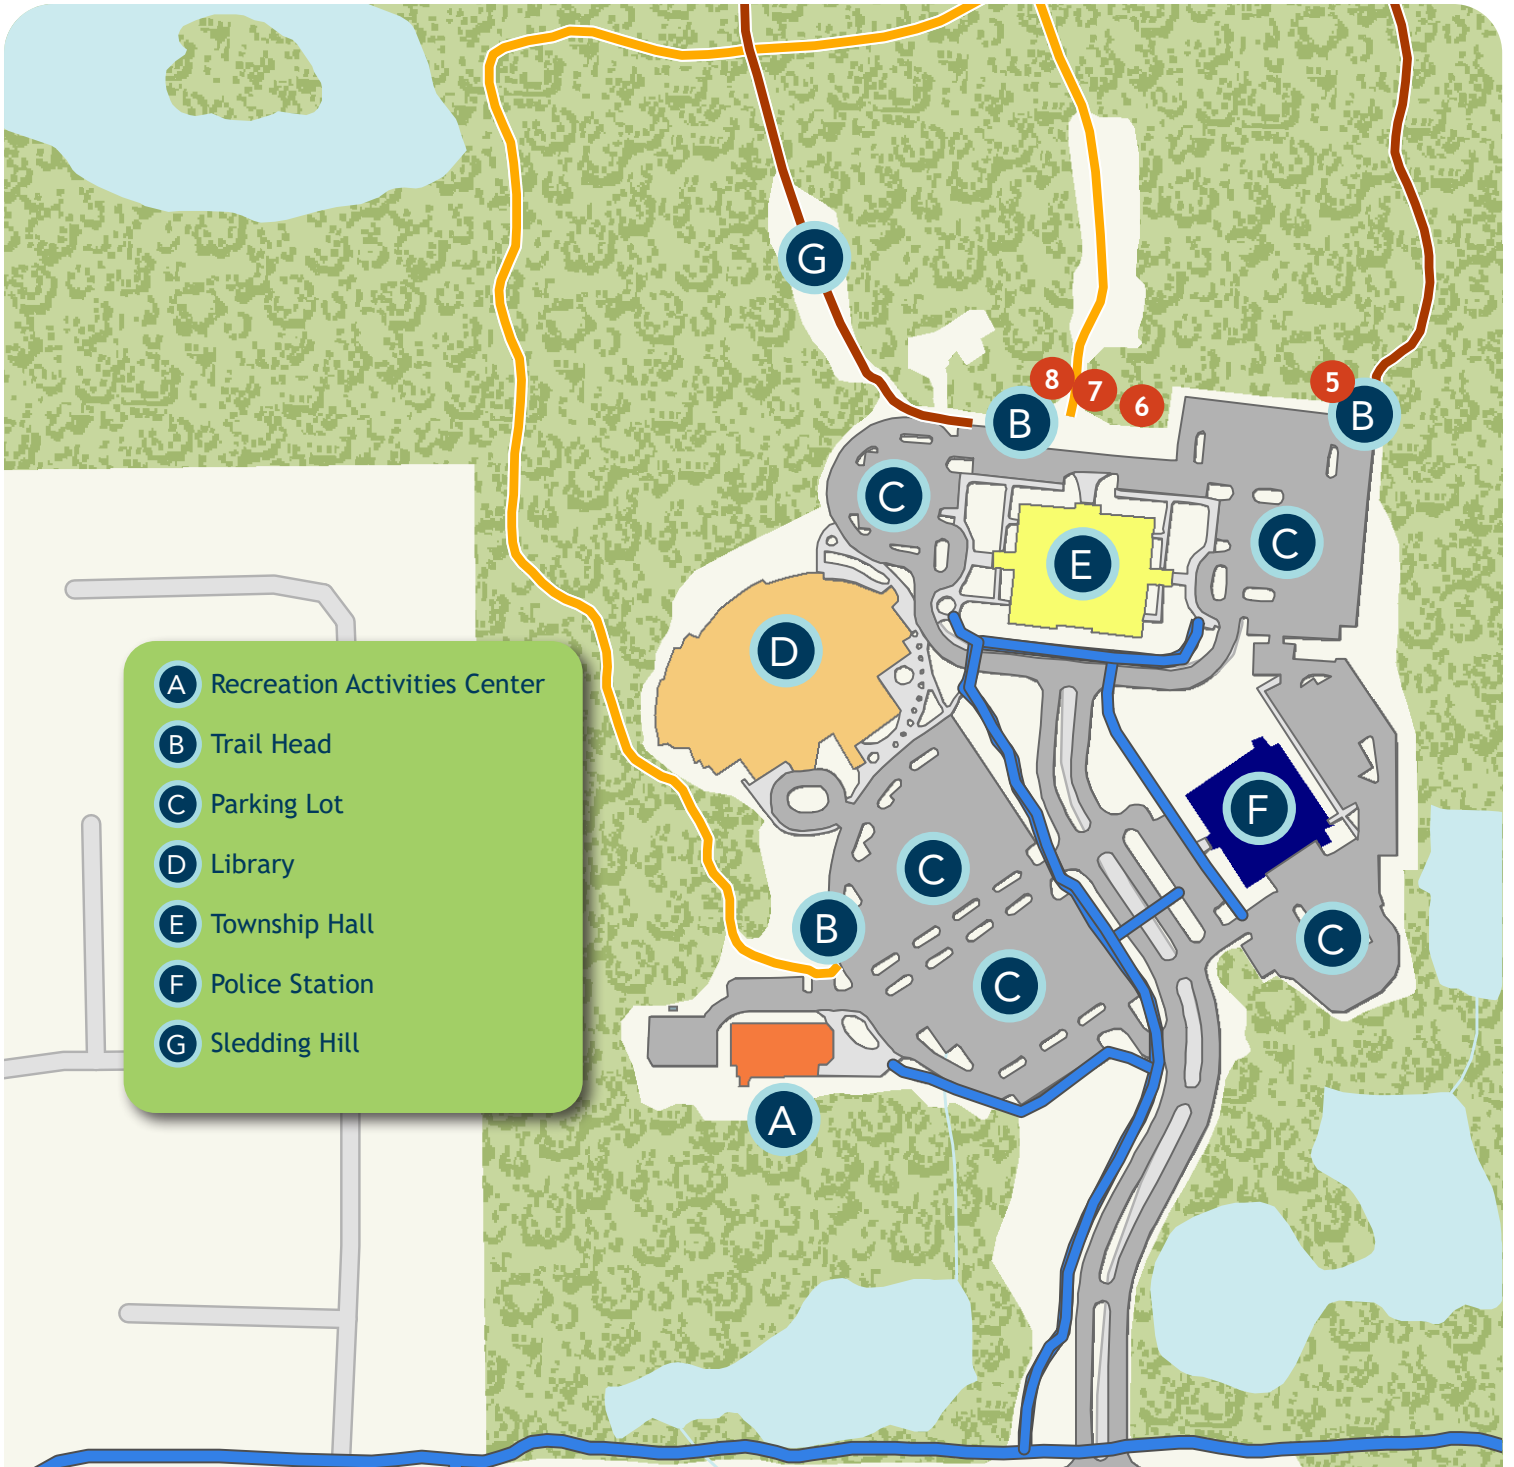 G
8
7
6
5
B
B
C
C
E
D
A Recreation Activities Center
B Trail Head
C Parking Lot
D Library
E Township Hall
F Police Station
G Sledding Hill
F
C
B
C
C
A